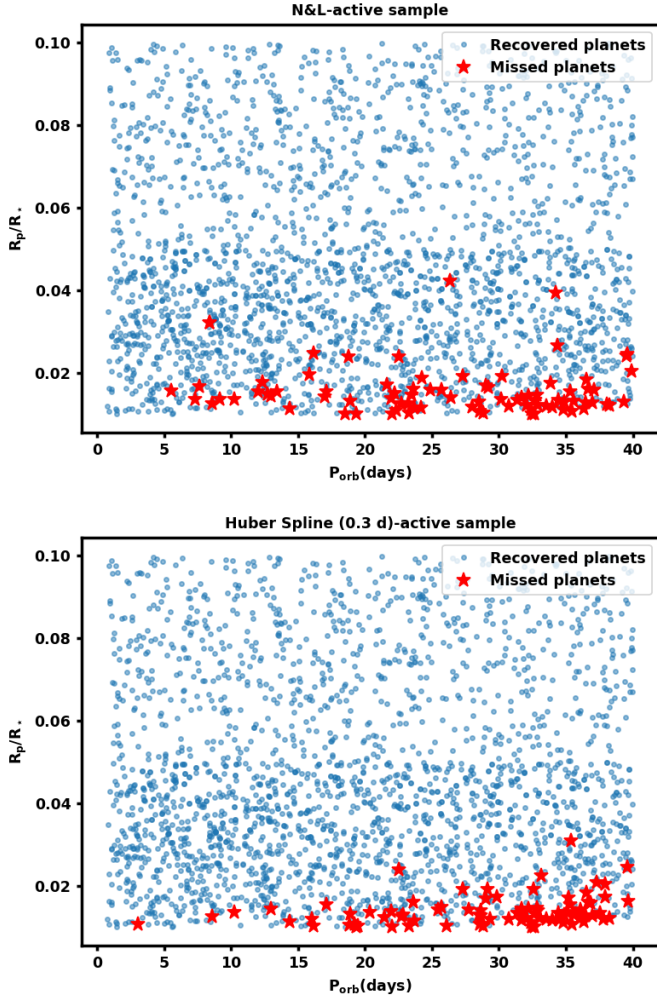 N&L-active sample
Recovered planets
Missed planets
0.10
0.08
0.06
0.04
0.02
Rₚ/R⋆
0 5 10 15 20 25 30 35 40
Pₒᵣb(days)
Huber Spline (0.3 d)-active sample
Recovered planets
Missed planets
0.10
0.08
0.06
0.04
0.02
Rₚ/R⋆
0 5 10 15 20 25 30 35 40
Pₒᵣb(days)